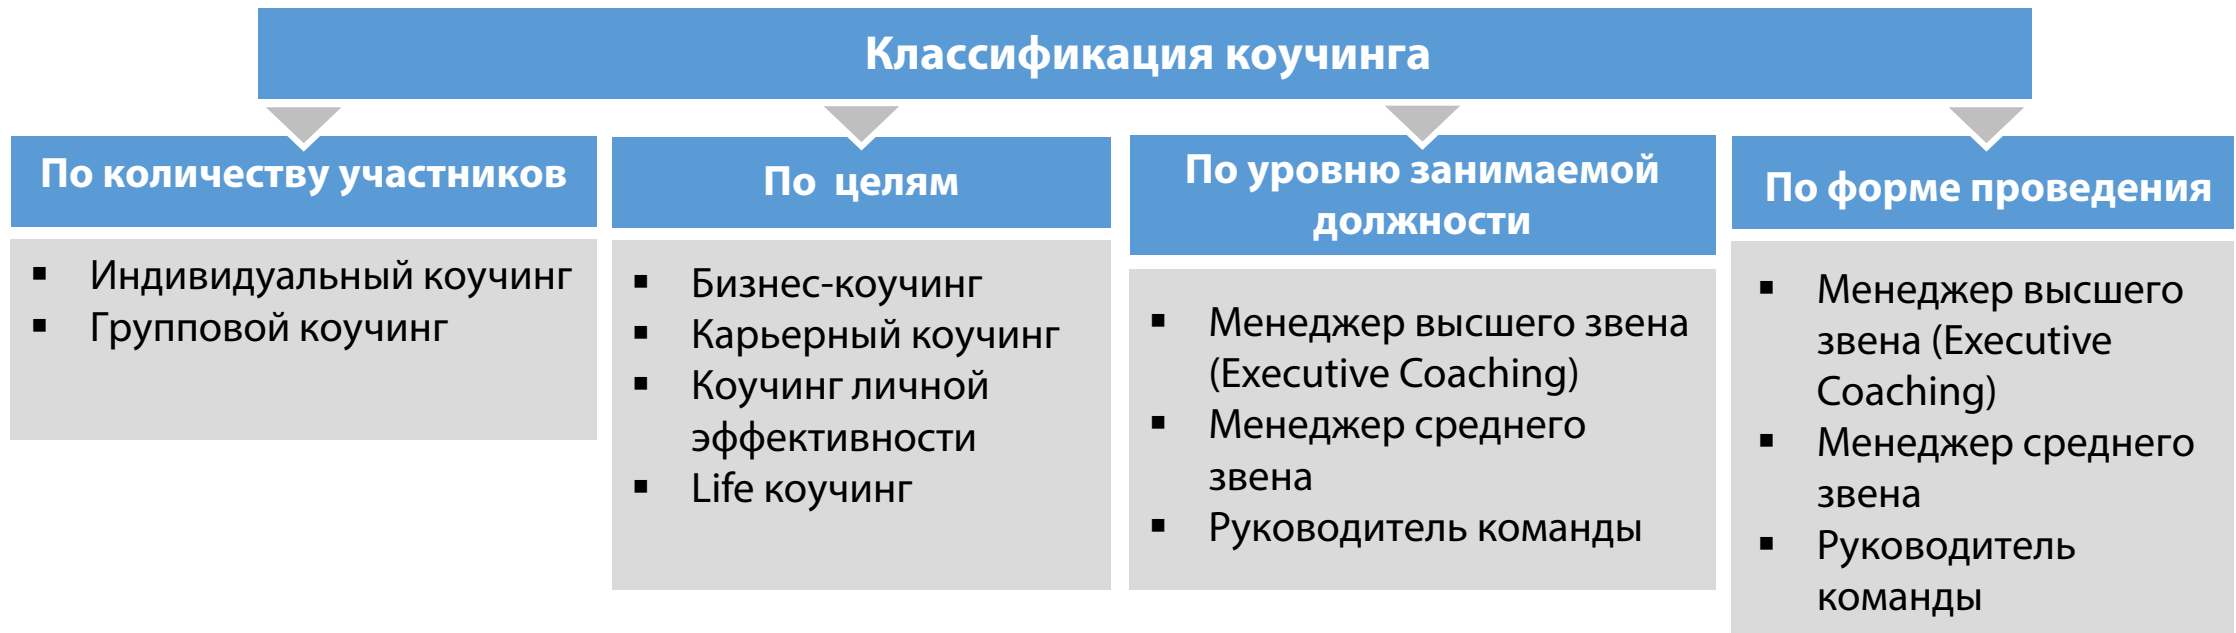 Классификация коучинга
По количеству участников
▪ Индивидуальный коучинг
▪ Групповой коучинг
По целям
▪ Бизнес-коучинг
▪ Карьерный коучинг
▪ Коучинг личной
эффективности
▪ Life коучинг
По уровню занимаемой
должности
▪ Менеджер высшего звена
(Executive Coaching)
▪ Менеджер среднего
звена
▪ Руководитель команды
По форме проведения
▪ Менеджер высшего
звена (Executive
Coaching)
▪ Менеджер среднего
звена
▪ Руководитель
команды